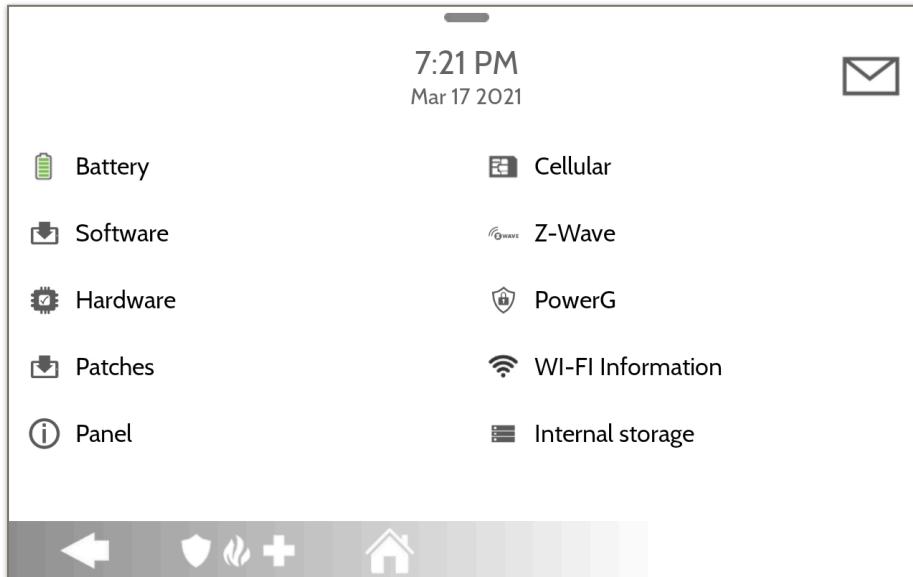 7:21 PM
Mar 17 2021
Battery
Cellular
Software
Z WAVE
Z-Wave
Hardware
PowerG
Patches
WI-FI Information
Panel
Internal storage